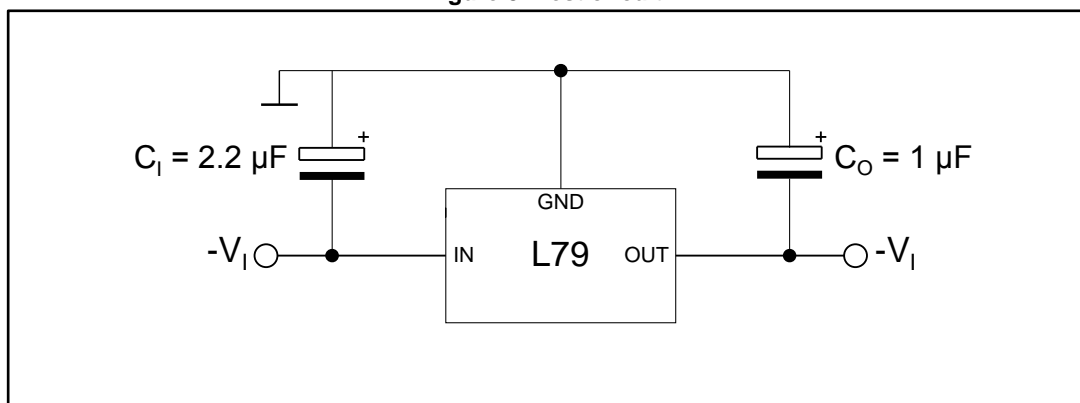 +
+
C_I = 2.2 µF
C_O = 1 µF
GND
-V_I
IN
L79
OUT
-V_I